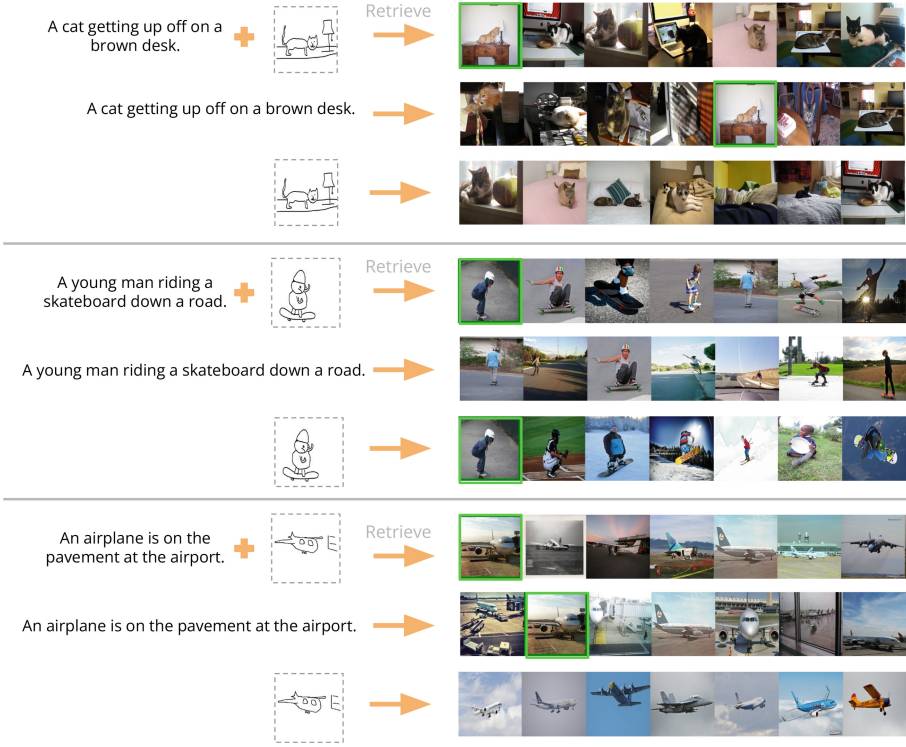 A cat getting up off on a
brown desk.
Retrieve
A cat getting up off on a brown desk.
A young man riding a
skateboard down a road.
Retrieve
A young man riding a skateboard down a road.
An airplane is on the
pavement at the airport.
Retrieve
An airplane is on the pavement at the airport.